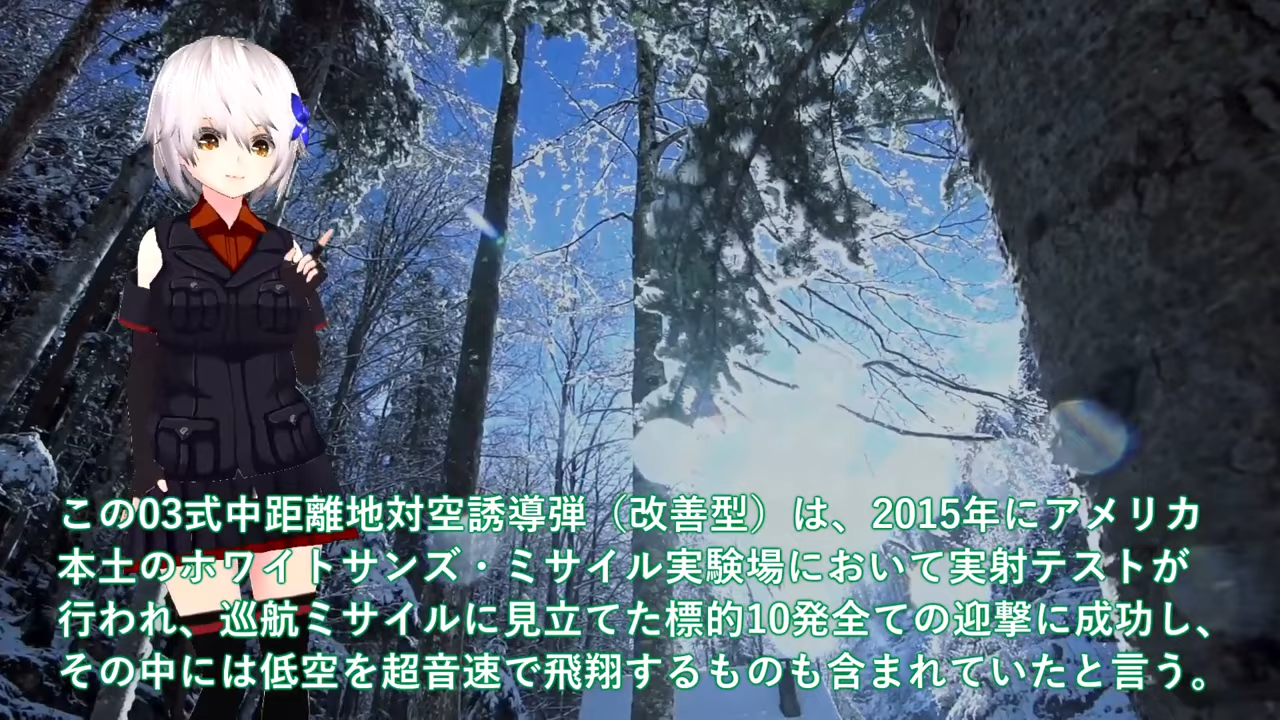 この03式中距離地対空誘導弾（改善型）は、2015年にアメリカ
本土のホワイトサンズ・ミサイル実験場において実射テストが
行われ、巡航ミサイルに見立てた標的10発全ての迎撃に成功し、
その中には低空を超音速で飛翔するものも含まれていたと言う。